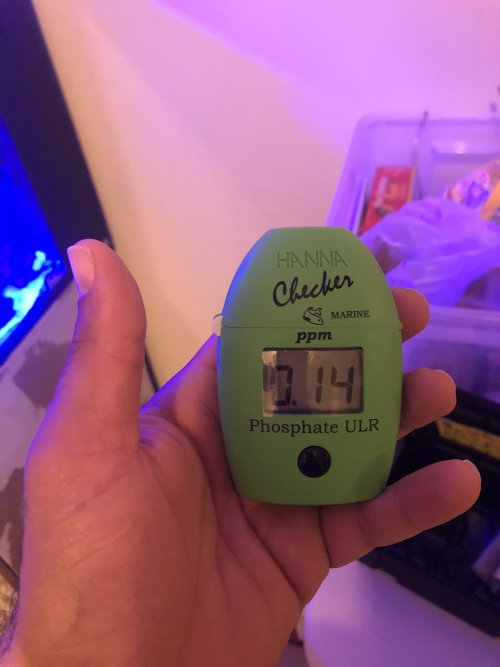 HANNA
Checker
MARINE
ppm
0.14
Phosphate ULR